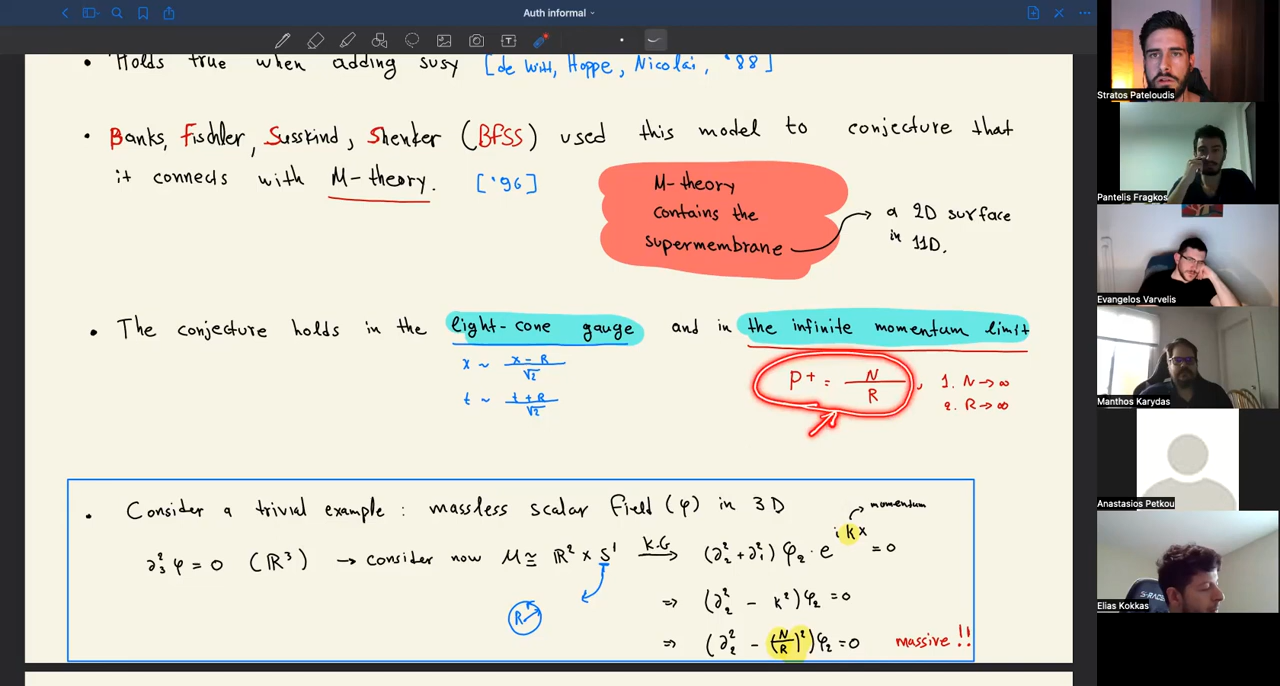 Auth informal
• Holds true when adding susy [de Witt, Hoppe, Nicolai, '88]
• Banks, Fischler, Susskind, Shenker (BFSS) used this model to conjecture that
it connects with M-theory. ['96]
M-theory
contains the
supermembrane
a 2D surface
in 11D.
• The conjecture holds in the light-cone gauge and in the infinite momentum limit
x ~ x - R / √2
t ~ t + R / √2
P+ = N / R , 1. N → ∞
2. R → ∞
• Consider a trivial example : massless scalar field (φ) in 3D
momentum
∂₃² φ = 0 (ℝ³) → consider now M ≅ ℝ² × S¹ K.G → (∂₂² + ∂₁²) φ₂ · e^{i k x} = 0
R
⇒ (∂₂² - k²) φ₂ = 0
⇒ (∂₂² - (N/R)²) φ₂ = 0 massive !!
Stratos Pateloudis
Pantelis Fragkos
Evangelos Varvelis
Manthos Karydas
Anastasios Petkou
Elias Kokkas